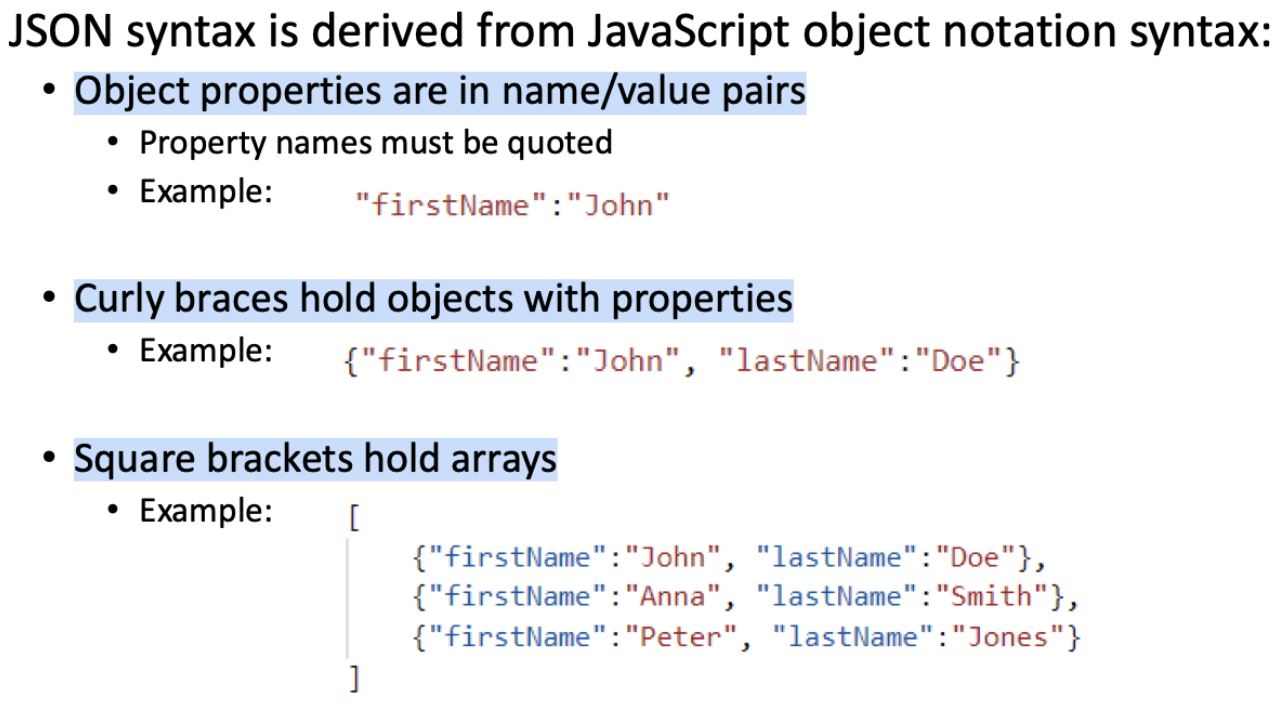 JSON syntax is derived from JavaScript object notation syntax:
• Object properties are in name/value pairs
• Property names must be quoted
• Example: "firstName":"John"
• Curly braces hold objects with properties
• Example: {"firstName":"John", "lastName":"Doe"}
• Square brackets hold arrays
• Example: [
{"firstName":"John", "lastName":"Doe"},
{"firstName":"Anna", "lastName":"Smith"},
{"firstName":"Peter", "lastName":"Jones"}
]